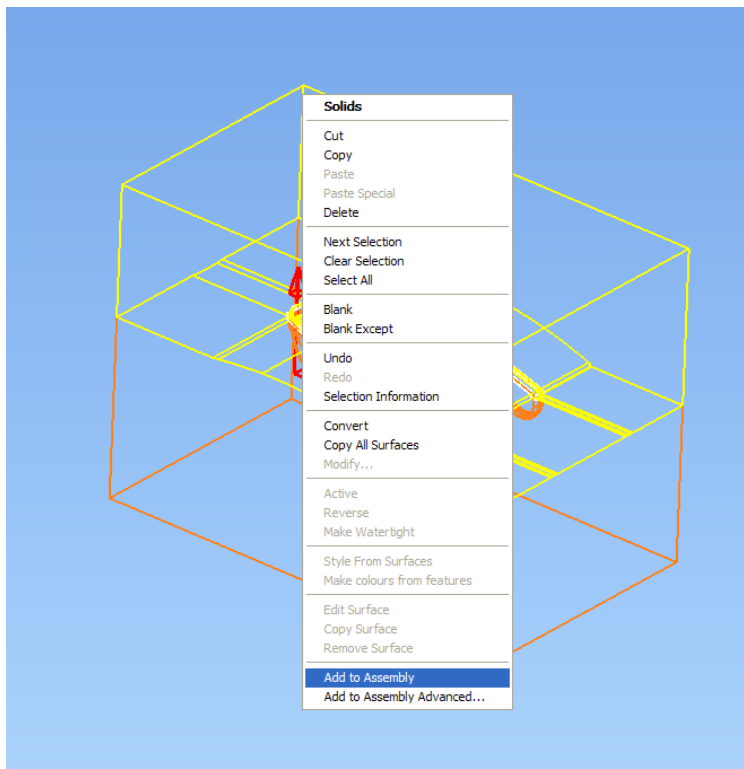 Solids
Cut
Copy
Paste
Paste Special
Delete
Next Selection
Clear Selection
Select All
Blank
Blank Except
Undo
Redo
Selection Information
Convert
Copy All Surfaces
Modify...
Active
Reverse
Make Watertight
Style From Surfaces
Make colours from features
Edit Surface
Copy Surface
Remove Surface
Add to Assembly
Add to Assembly Advanced...